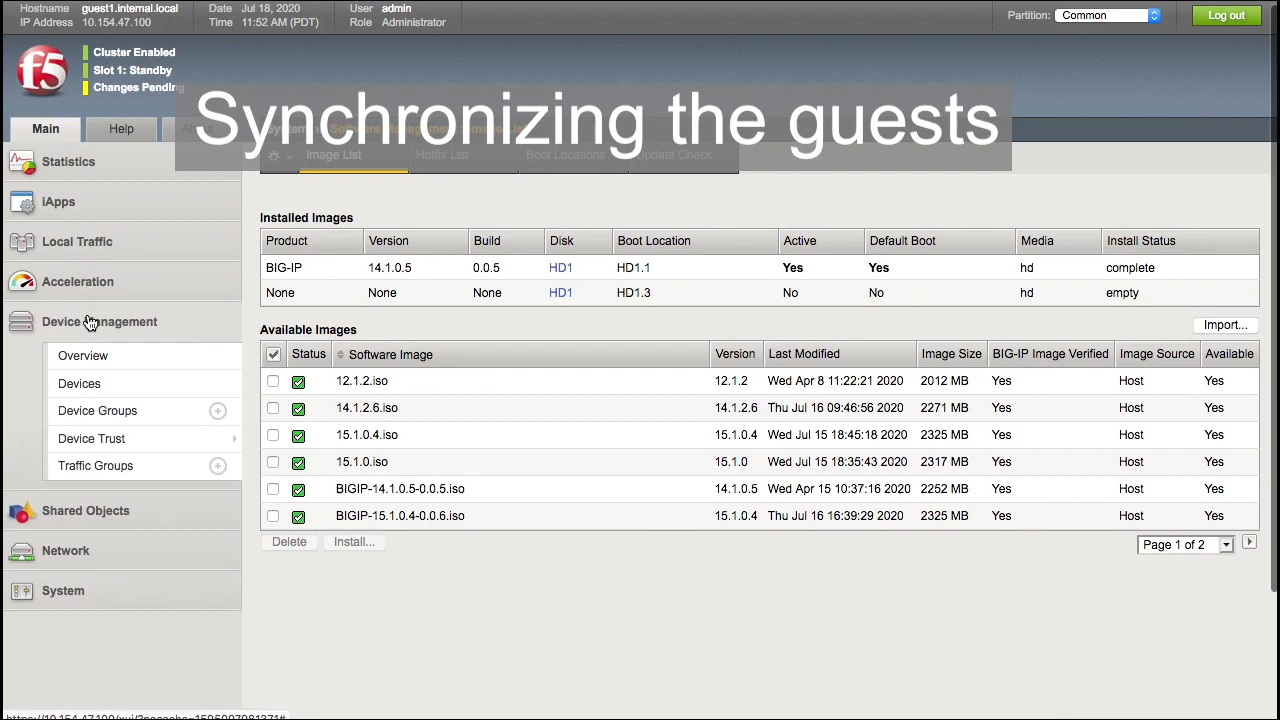 Hostname guest1.internal.local Date Jul 18, 2020 User admin Partition: Common Log out
IP Address 10.154.47.100 Time 11:52 AM (PDT) Role Administrator
f5
Cluster Enabled
Slot 1: Standby
Changes Pending
Synchronizing the guests
Main Help About
Image List Hotfix List Boot Locations Update Check
Statistics
iApps
Local Traffic
Acceleration
Device Management
Overview
Devices
Device Groups
Device Trust
Traffic Groups
Shared Objects
Network
System
Installed Images
Product Version Build Disk Boot Location Active Default Boot Media Install Status
BIG-IP 14.1.0.5 0.0.5 HD1 HD1.1 Yes Yes hd complete
None None None HD1 HD1.3 No No hd empty
Available Images Import...
Status Software Image Version Last Modified Image Size BIG-IP Image Verified Image Source Available
12.1.2.iso 12.1.2 Wed Apr 8 11:22:21 2020 2012 MB Yes Host Yes
14.1.2.6.iso 14.1.2.6 Thu Jul 16 09:46:56 2020 2271 MB Yes Host Yes
15.1.0.4.iso 15.1.0.4 Wed Jul 15 18:45:18 2020 2325 MB Yes Host Yes
15.1.0.iso 15.1.0 Wed Jul 15 18:35:43 2020 2317 MB Yes Host Yes
BIGIP-14.1.0.5-0.0.5.iso 14.1.0.5 Wed Apr 15 10:37:16 2020 2252 MB Yes Host Yes
BIGIP-15.1.0.4-0.0.6.iso 15.1.0.4 Thu Jul 16 16:39:29 2020 2325 MB Yes Host Yes
Delete Install... Page 1 of 2